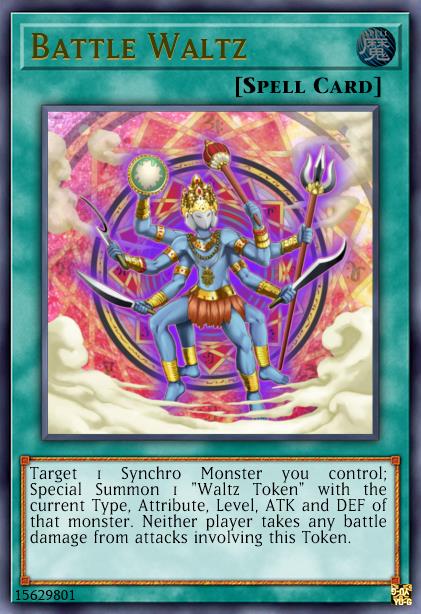 Battle Waltz
魔
[Spell Card]
Target 1 Synchro Monster you control;
Special Summon 1 "Waltz Token" with the
current Type, Attribute, Level, ATK and DEF of
that monster. Neither player takes any battle
damage from attacks involving this Token.
15629801